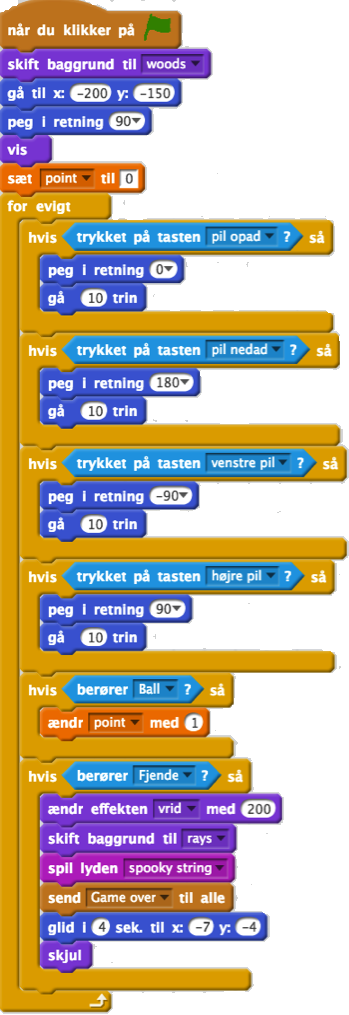 når du klikker på
skift baggrund til woods
gå til x: -200 y: -150
peg i retning 90
vis
sæt point til 0
for evigt
hvis trykket på tasten pil opad ? så
peg i retning 0
gå 10 trin
hvis trykket på tasten pil nedad ? så
peg i retning 180
gå 10 trin
hvis trykket på tasten venstre pil ? så
peg i retning -90
gå 10 trin
hvis trykket på tasten højre pil ? så
peg i retning 90
gå 10 trin
hvis berører Ball ? så
ændr point med 1
hvis berører Fjende ? så
ændr effekten vrid med 200
skift baggrund til rays
spil lyden spooky string
send Game over til alle
glid i 4 sek. til x: -7 y: -4
skjul